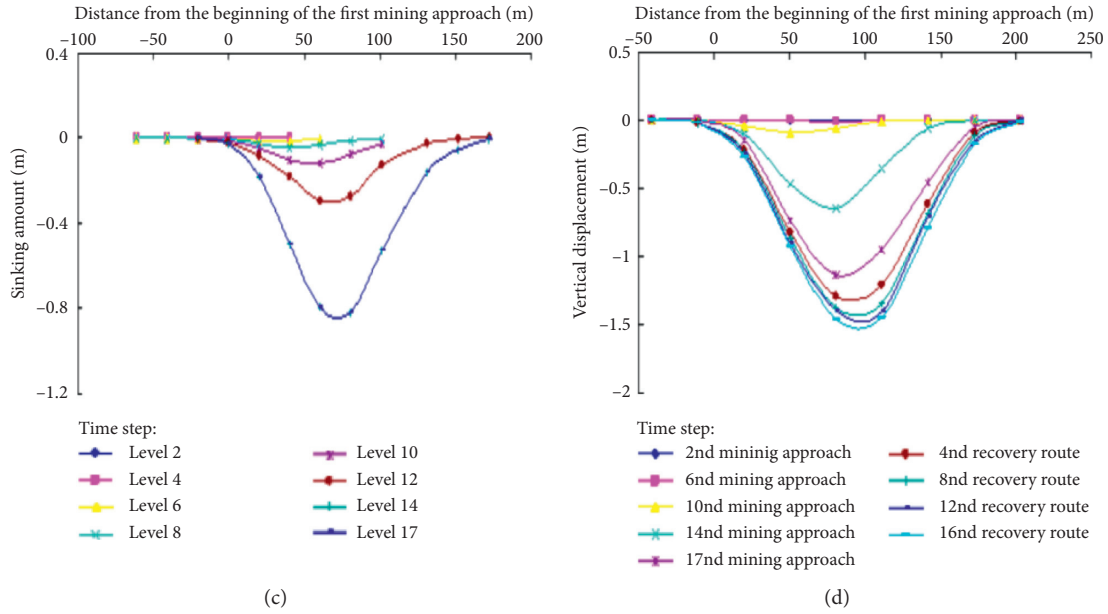 Distance from the beginning of the first mining approach (m)
−100 −50 0 50 100 150 200
0.4
0
−0.4
−0.8
−1.2
Sinking amount (m)
Time step:
Level 2
Level 4
Level 6
Level 8
Level 10
Level 12
Level 14
Level 17
(c)
Distance from the beginning of the first mining approach (m)
−50 0 50 100 150 200 250
0.5
0
−0.5
−1
−1.5
−2
Vertical displacement (m)
Time step:
2nd minining approach
6nd mining approach
10nd mining approach
14nd mining approach
17nd mining approach
4nd recovery route
8nd recovery route
12nd recovery route
16nd recovery route
(d)